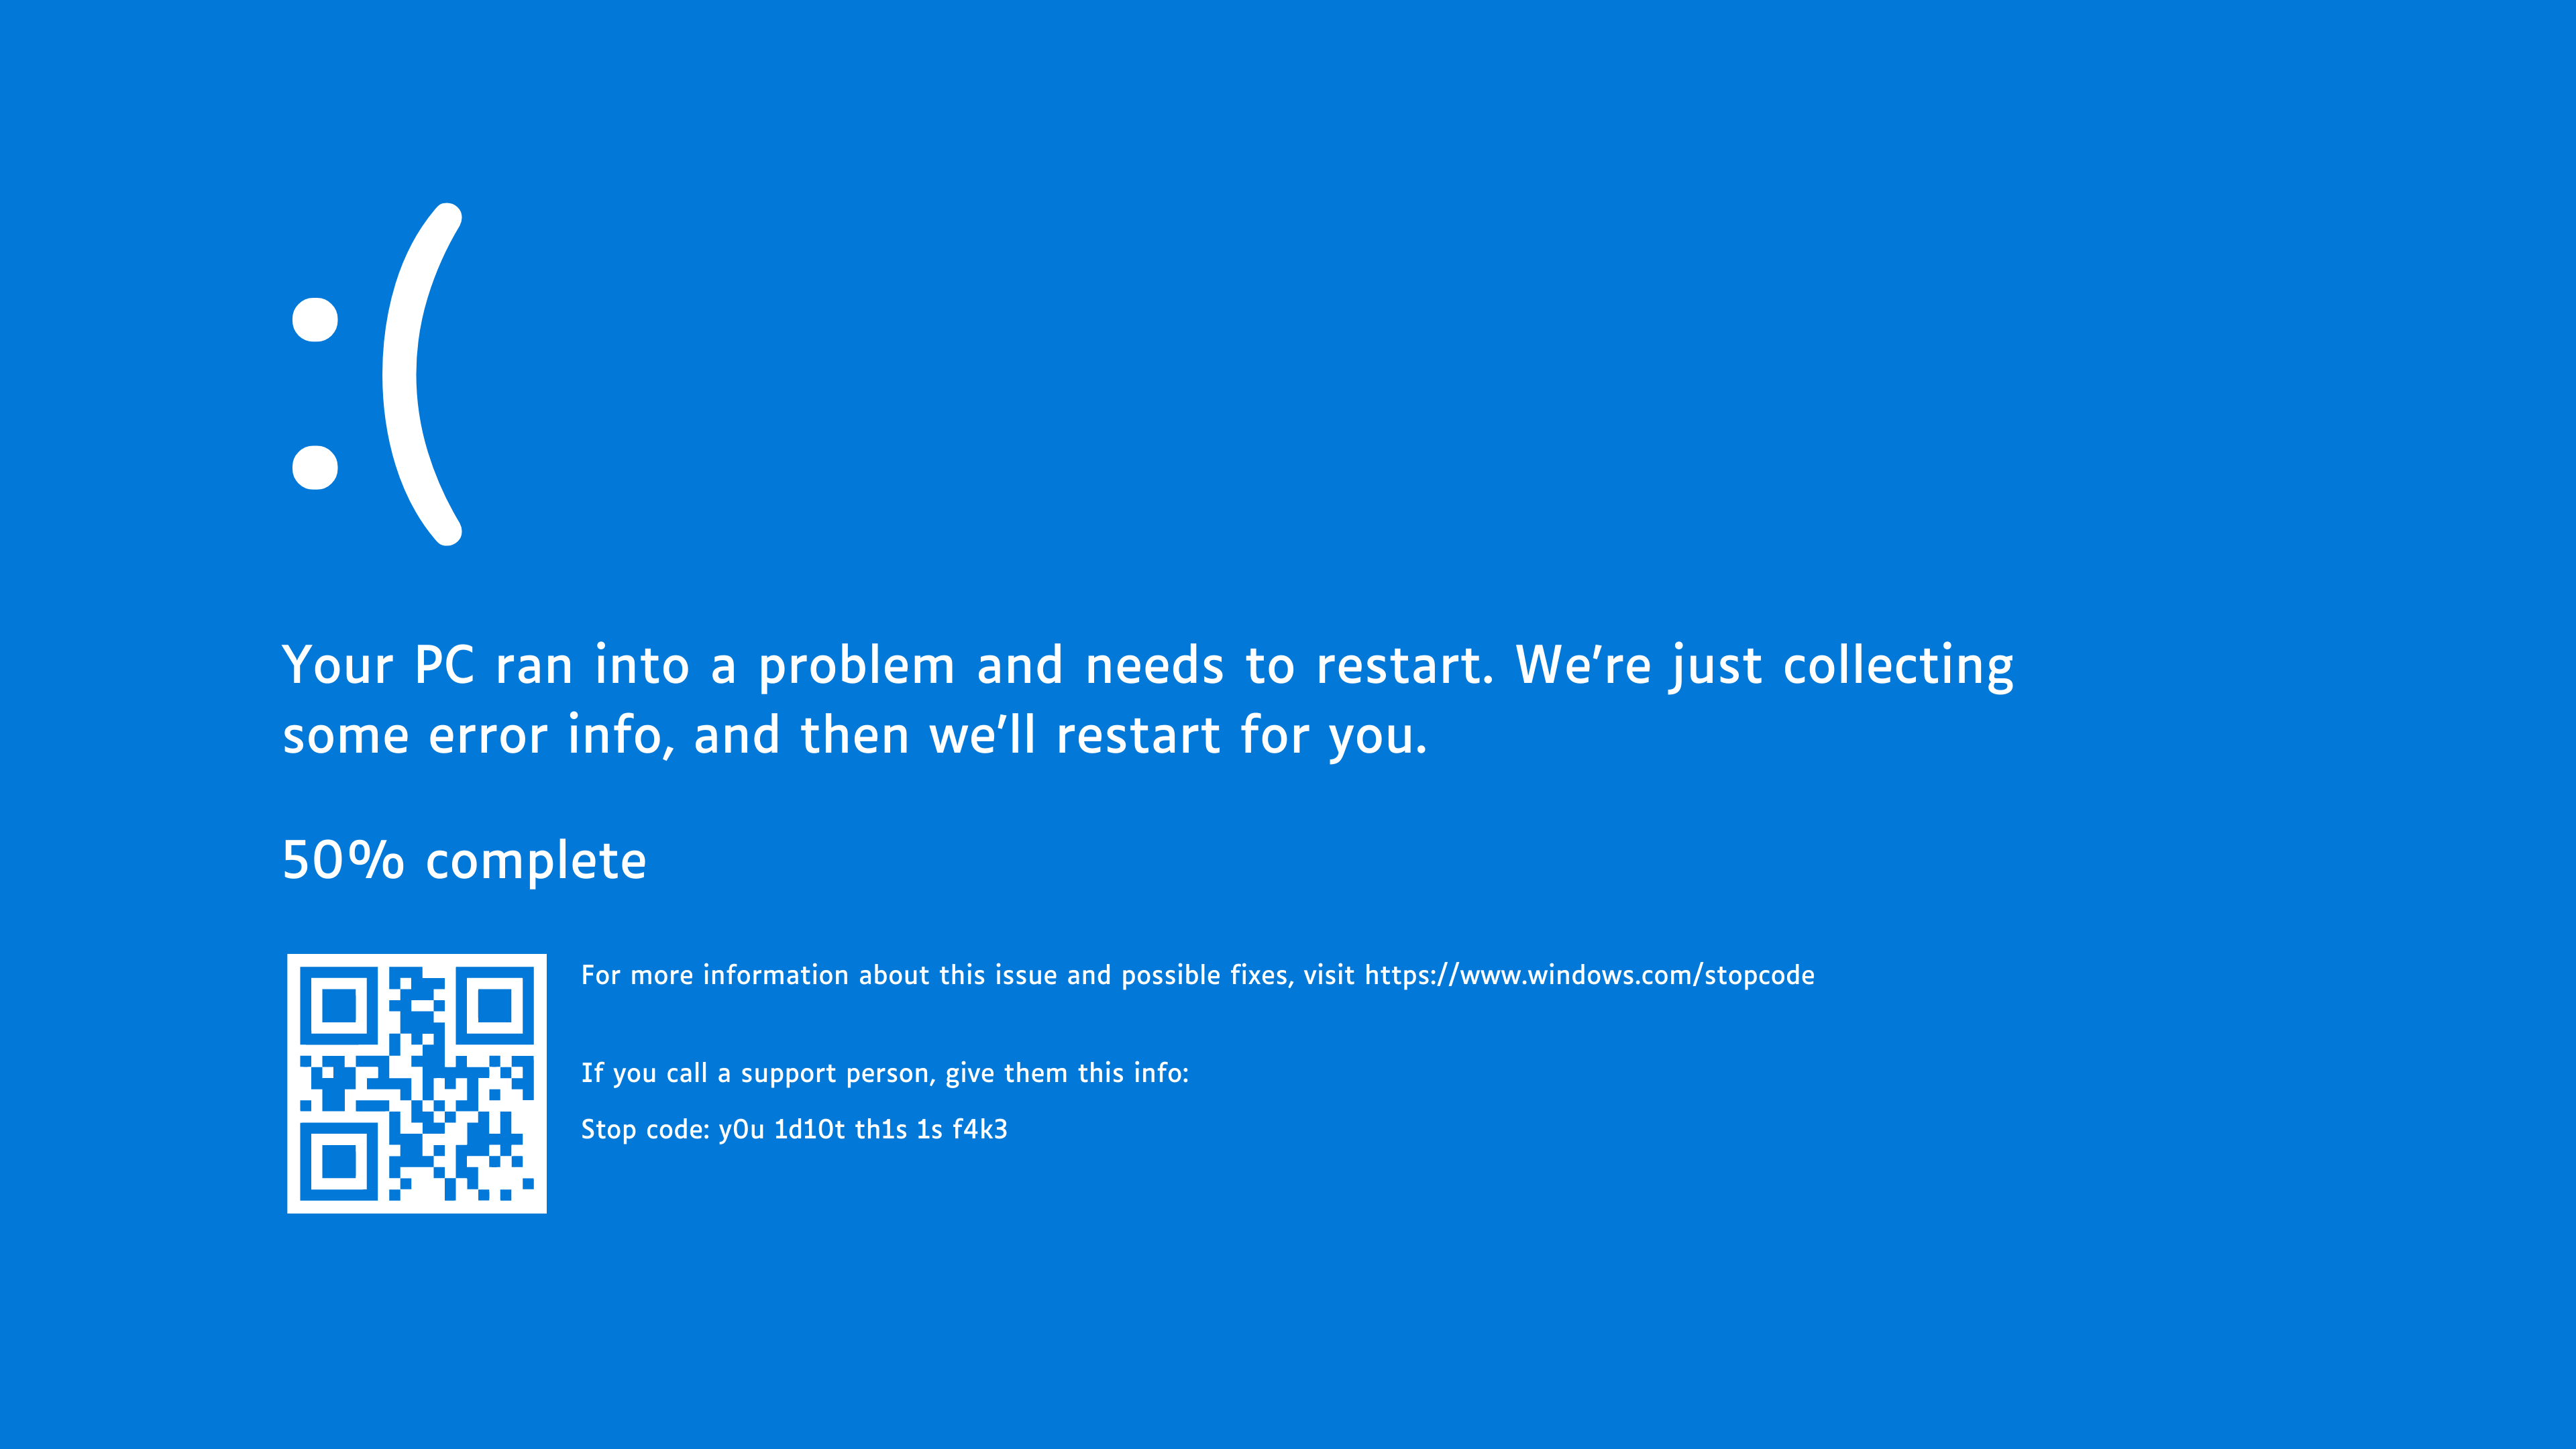 :(
Your PC ran into a problem and needs to restart. We’re just collecting
some error info, and then we’ll restart for you.
50% complete
For more information about this issue and possible fixes, visit https://www.windows.com/stopcode
If you call a support person, give them this info:
Stop code: y0u 1d10t th1s 1s f4k3